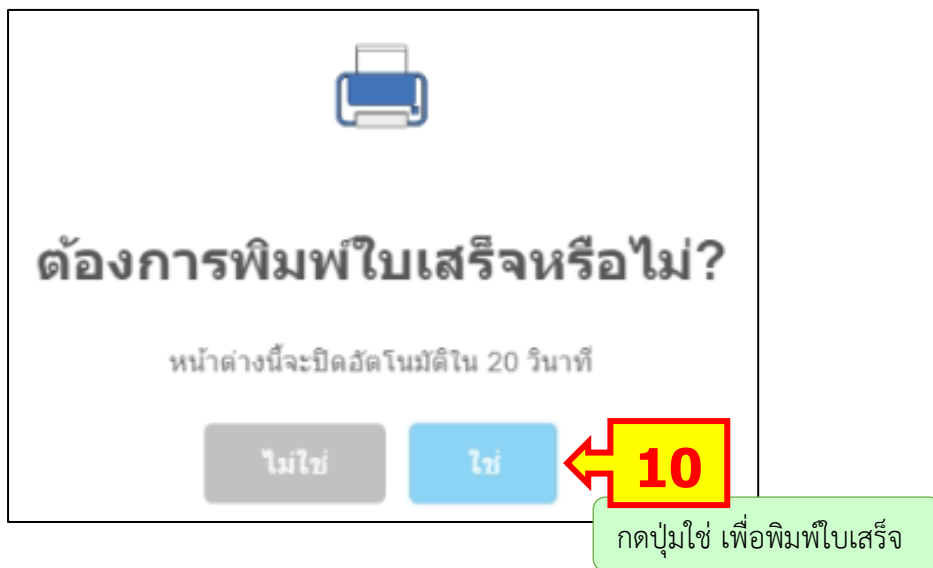 ต้องการพิมพ์ใบเสร็จหรือไม่?
หน้าต่างนี้จะปิดอัตโนมัติใน 20 วินาที
ไม่ใช่
ใช่
10
กดปุ่มใช่ เพื่อพิมพ์ใบเสร็จ